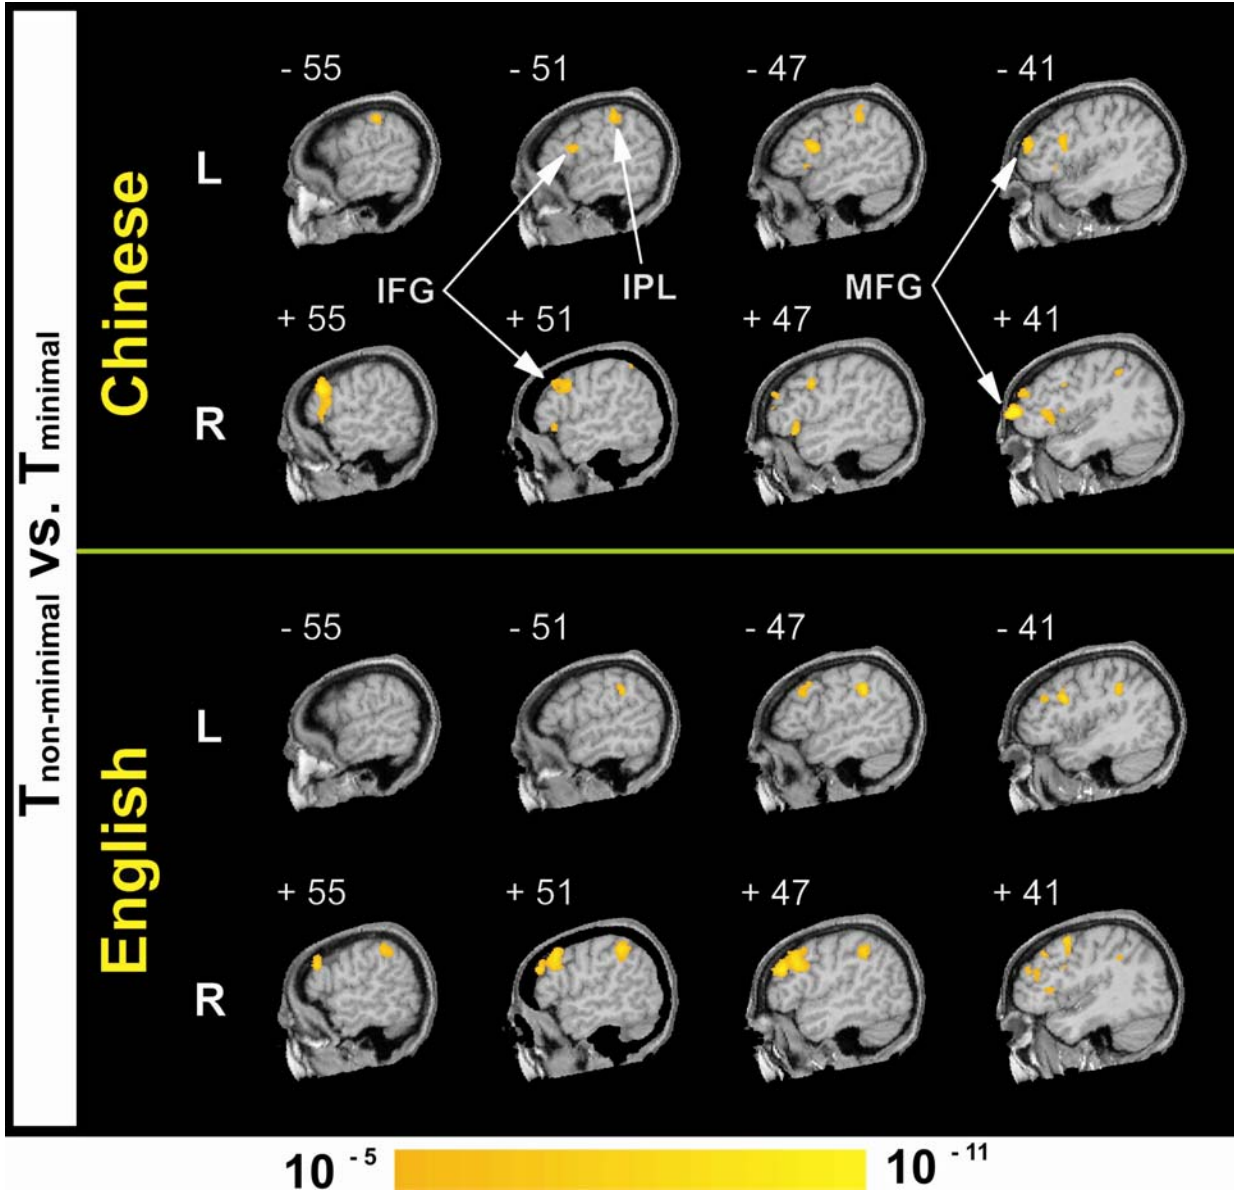 T non-minimal vs. T minimal
Chinese
L
- 55
- 51
- 47
- 41
IFG
IPL
MFG
R
+ 55
+ 51
+ 47
+ 41
English
L
- 55
- 51
- 47
- 41
R
+ 55
+ 51
+ 47
+ 41
10 -5
10 -11